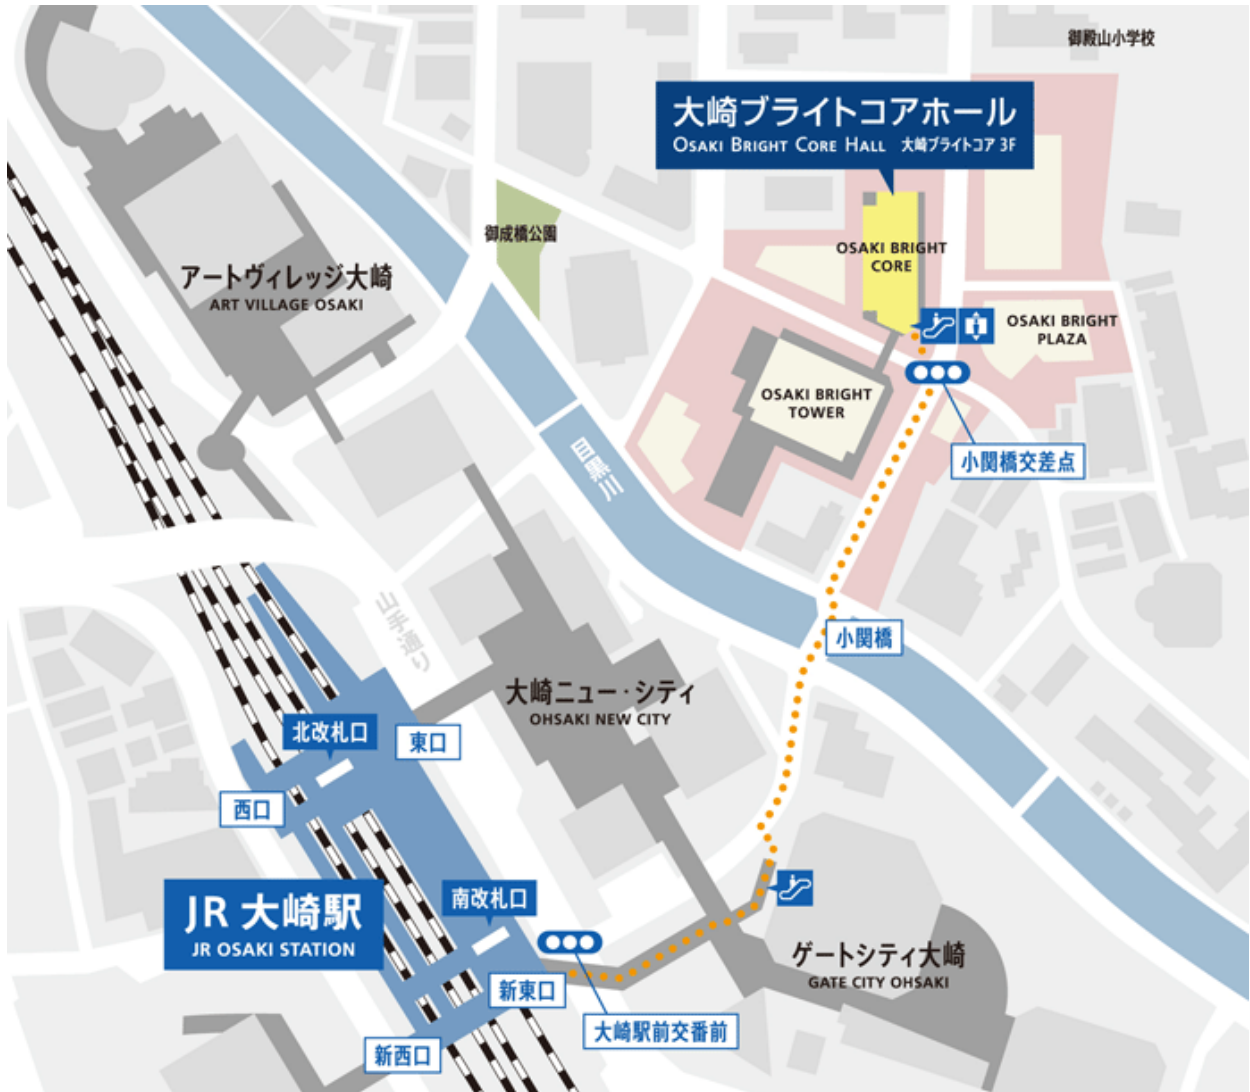 御殿山小学校
大崎ブライトコアホール
OSAKI BRIGHT CORE HALL 大崎ブライトコア 3F
御成橋公園
OSAKI BRIGHT
CORE
アートヴィレッジ大崎
ART VILLAGE OSAKI
OSAKI BRIGHT
PLAZA
OSAKI BRIGHT
TOWER
小関橋交差点
目黒川
山手通り
小関橋
大崎ニュー・シティ
OHSAKI NEW CITY
北改札口
東口
西口
JR 大崎駅
JR OSAKI STATION
南改札口
ゲートシティ大崎
GATE CITY OHSAKI
新東口
大崎駅前交番前
新西口